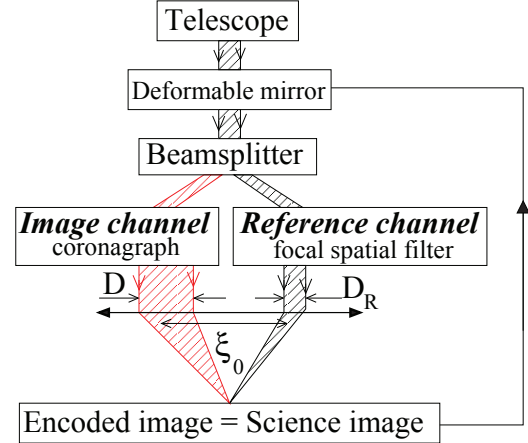 Telescope
Deformable mirror
Beamsplitter
Image channel
coronagraph
Reference channel
focal spatial filter
D
D_R
ξ_0
Encoded image = Science image